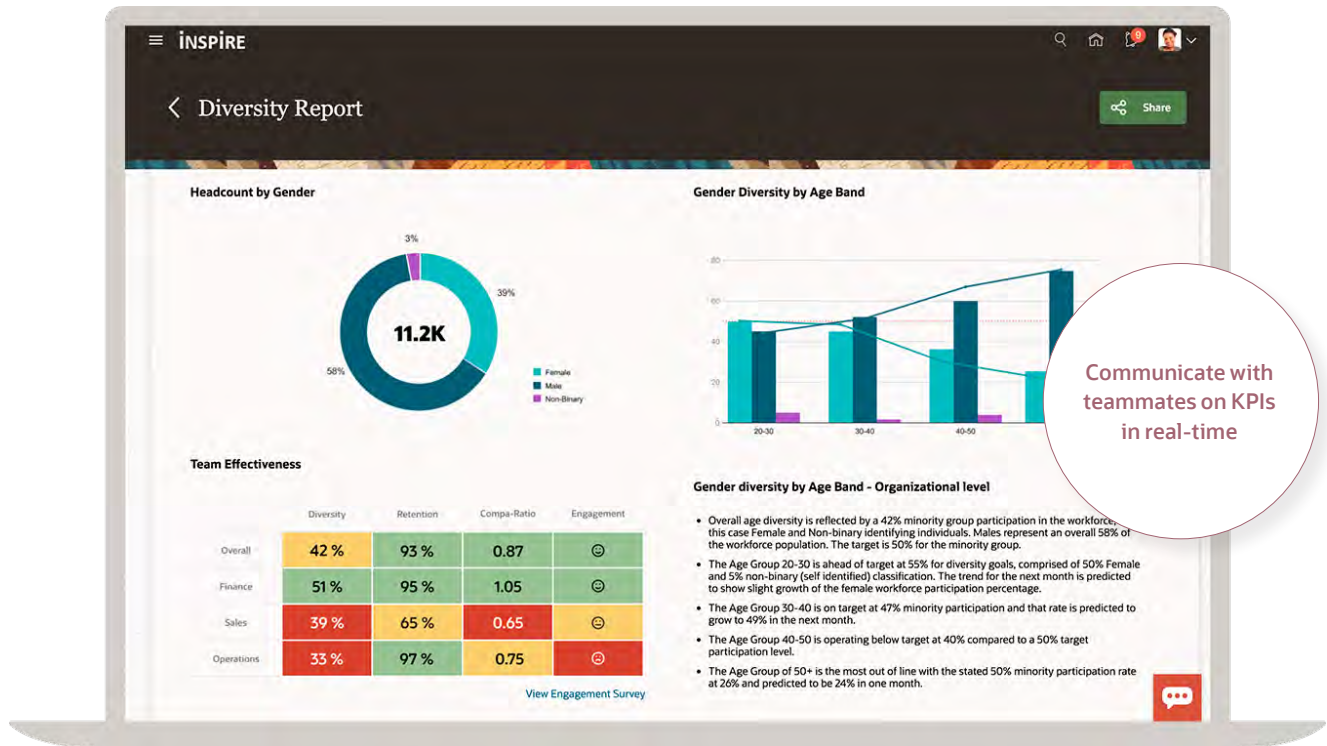 iNSPiRE
9
Diversity Report
Share
Headcount by Gender
3%
39%
11.2K
58%
Female
Male
Non-Binary
Gender Diversity by Age Band
80
60
40
20
0
20-30
30-40
40-50
Communicate with
teammates on KPIs
in real-time
Team Effectiveness
Diversity Retention Compa-Ratio Engagement
Overall 42 % 93 % 0.87
Finance 51 % 95 % 1.05
Sales 39 % 65 % 0.65
Operations 33 % 97 % 0.75
View Engagement Survey
Gender diversity by Age Band - Organizational level
• Overall age diversity is reflected by a 42% minority group participation in the workforce,
this case Female and Non-binary identifying individuals. Males represent an overall 58% of
the workforce population. The target is 50% for the minority group.
• The Age Group 20-30 is ahead of target at 55% for diversity goals, comprised of 50% Female
and 5% non-binary (self identified) classification. The trend for the next month is predicted
to show slight growth of the female workforce participation percentage.
• The Age Group 30-40 is on target at 47% minority participation and that rate is predicted to
grow to 49% in the next month.
• The Age Group 40-50 is operating below target at 40% compared to a 50% target
participation level.
• The Age Group of 50+ is the most out of line with the stated 50% minority participation rate
at 26% and predicted to be 24% in one month.